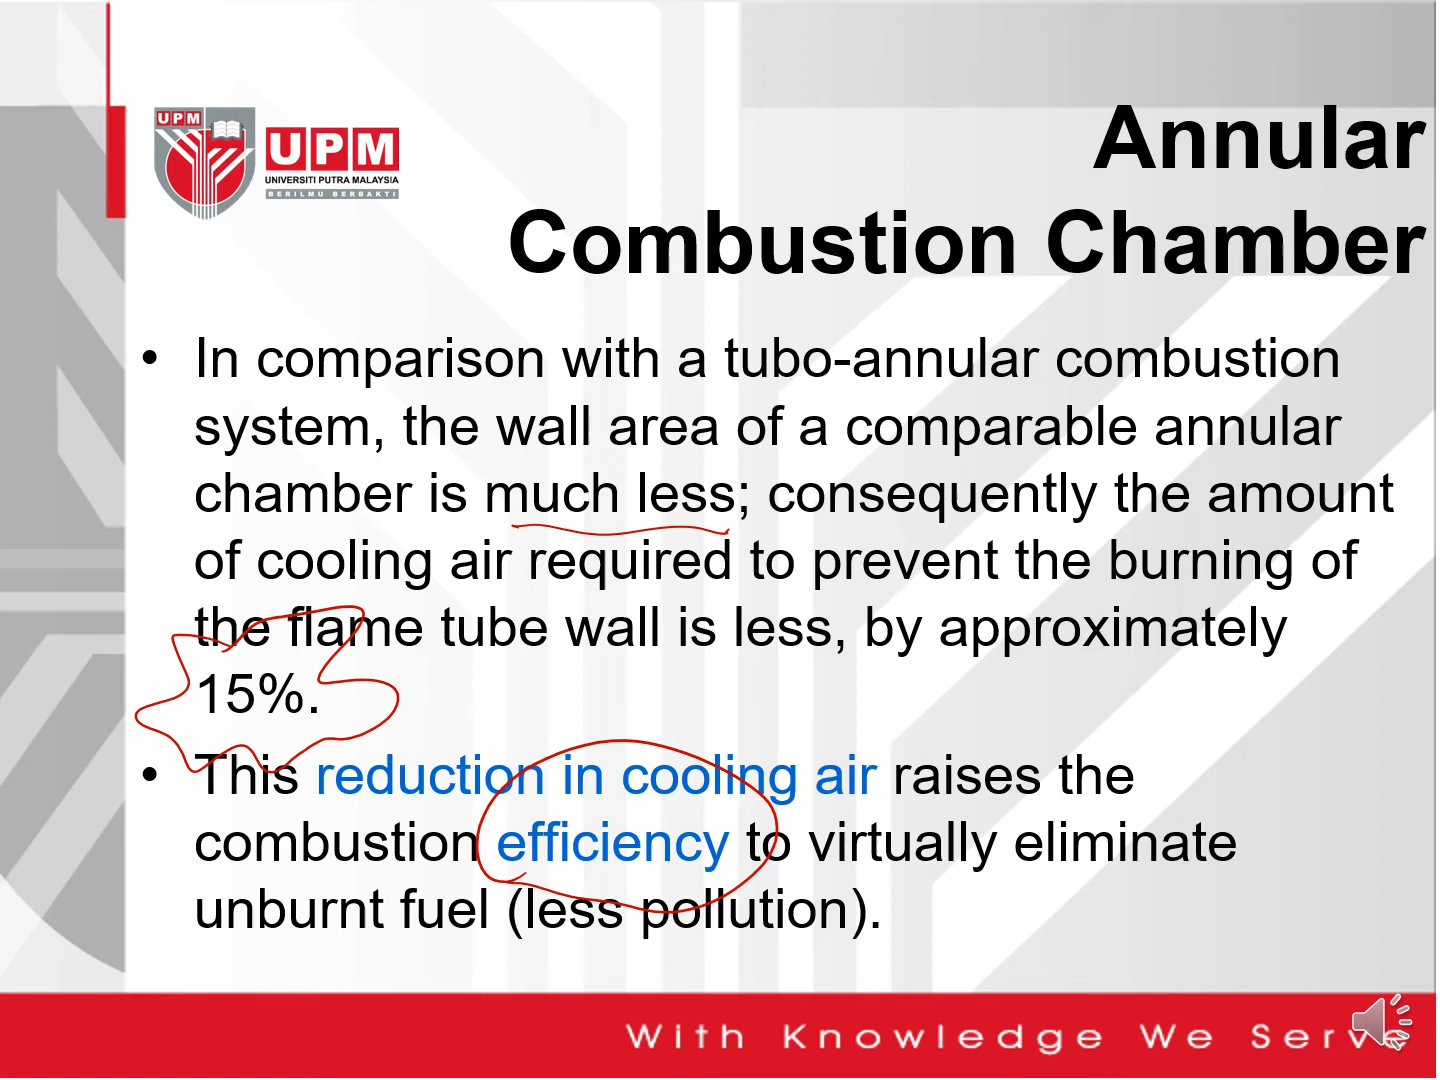 UPM
UPM
UNIVERSITI PUTRA MALAYSIA
BERILMU BERBAKTI
Annular
Combustion Chamber
• In comparison with a tubo-annular combustion
system, the wall area of a comparable annular
chamber is much less; consequently the amount
of cooling air required to prevent the burning of
the flame tube wall is less, by approximately
15%.
• This reduction in cooling air raises the
combustion efficiency to virtually eliminate
unburnt fuel (less pollution).
With Knowledge We Serve